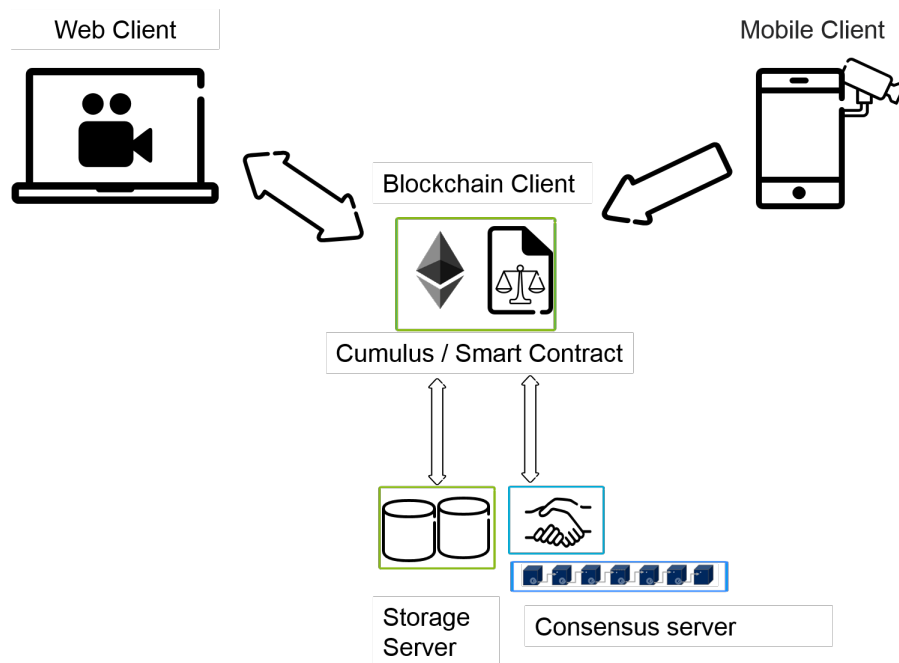 Web Client
Mobile Client
Blockchain Client
Cumulus / Smart Contract
Storage
Server
Consensus server